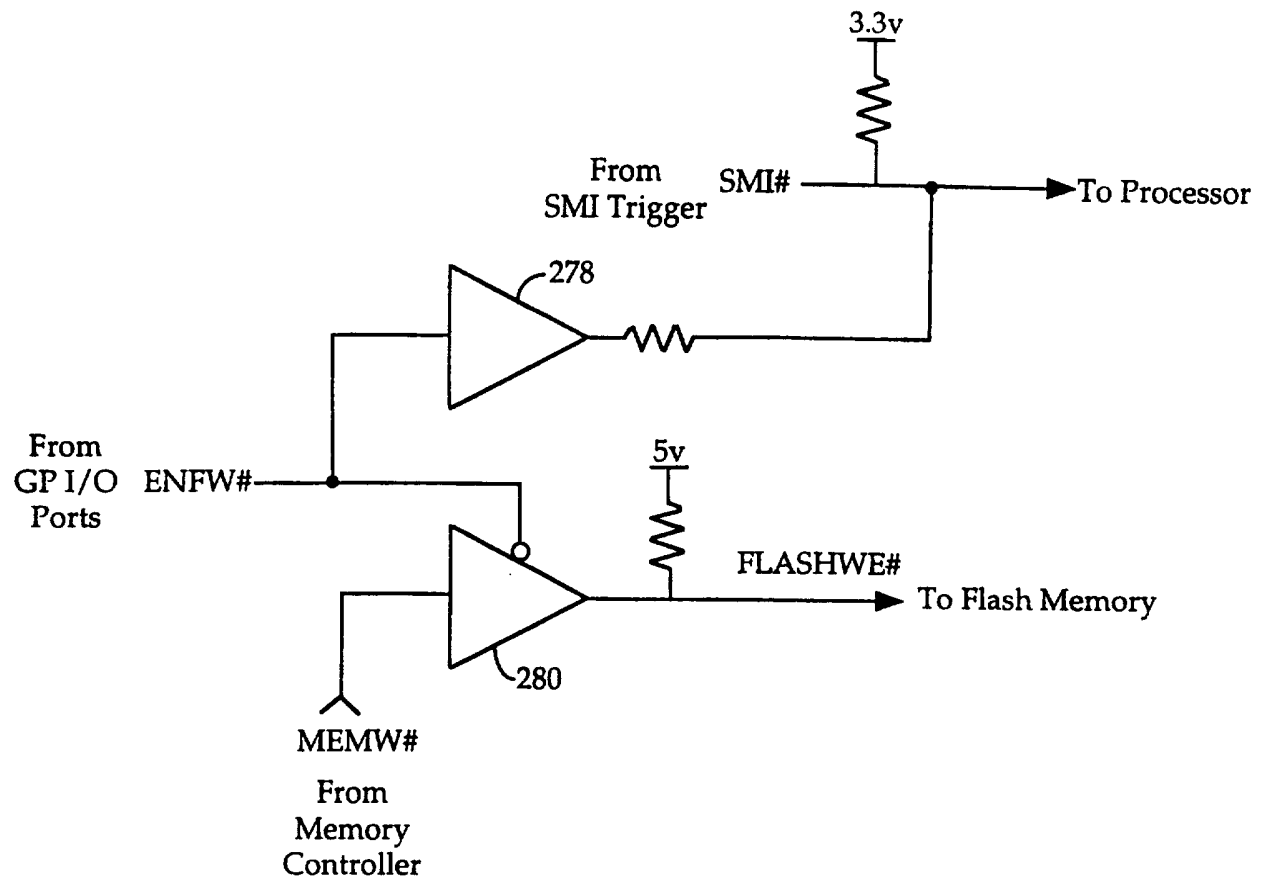 3.3v
From
SMI Trigger
SMI#
To Processor
278
From
GP I/O
Ports
ENFW#
5v
FLASHWE#
To Flash Memory
280
MEMW#
From
Memory
Controller